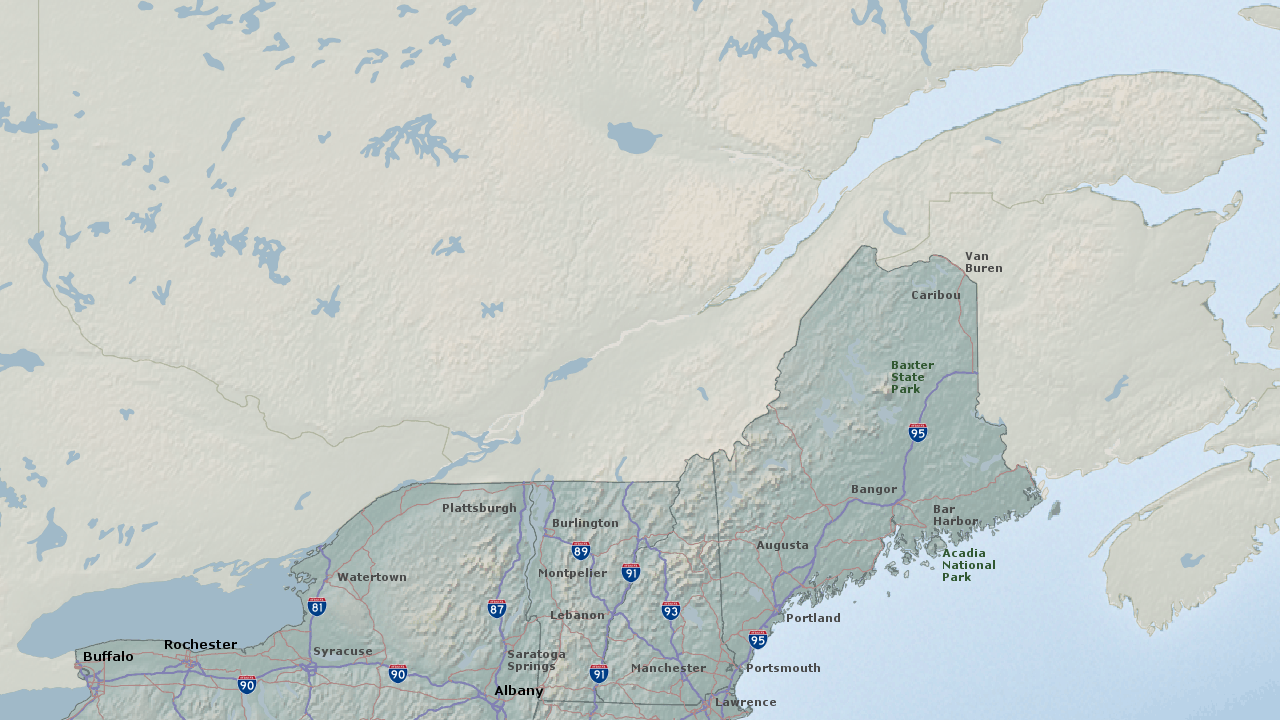 Van
Buren
Caribou
Baxter
State
Park
95
Bangor
Plattsburgh
Bar
Harbor
Burlington
Augusta
89
Acadia
National
Park
91
Montpelier
Watertown
81
87
Lebanon
93
Portland
95
Rochester
Syracuse
Saratoga
Springs
Buffalo
90
91
Manchester
Portsmouth
90
Albany
Lawrence